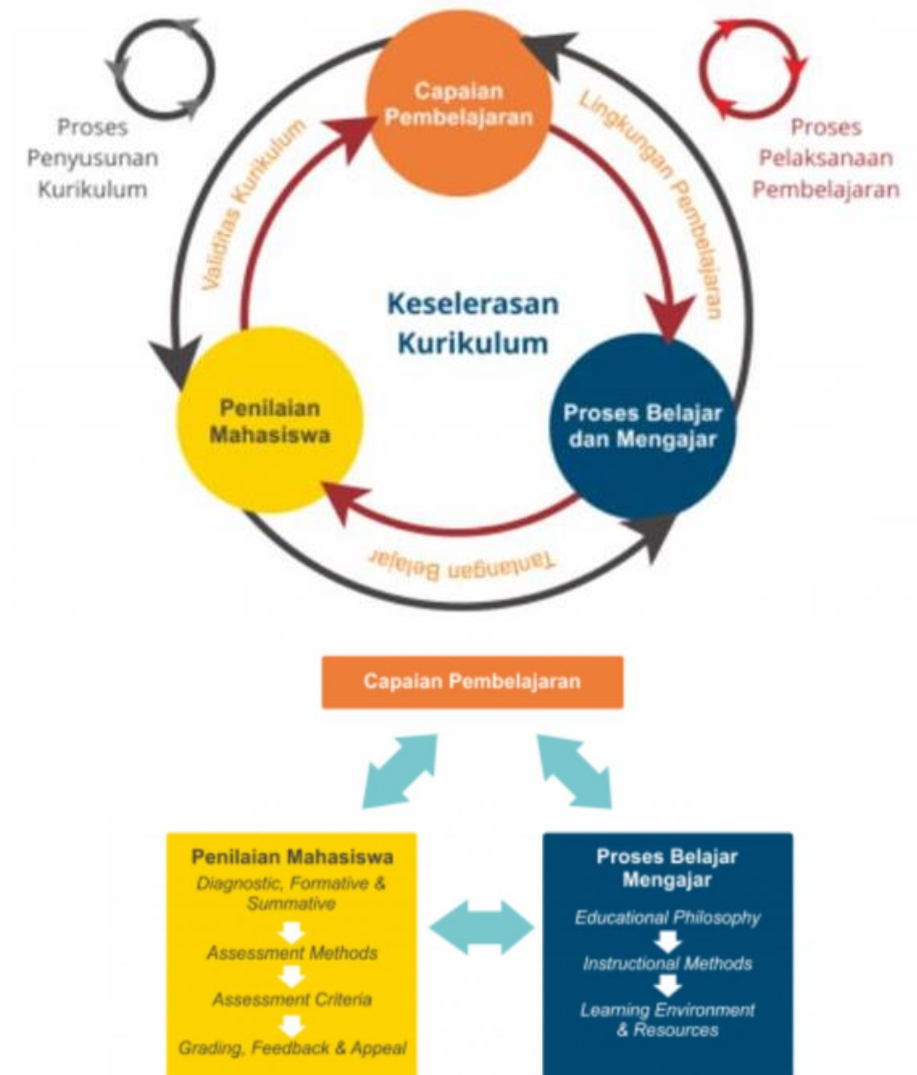 Capaian
Pembelajaran
Proses
Penyusunan
Kurikulum
Proses
Pelaksanaan
Pembelajaran
Validitas Kurikulum
Lingkungan Pembelajaran
Keselerasan
Kurikulum
Penilaian
Mahasiswa
Proses Belajar
dan Mengajar
Tantangan Belajar
Capaian Pembelajaran
Penilaian Mahasiswa
Diagnostic, Formative &
Summative
Assessment Methods
Assessment Criteria
Grading, Feedback & Appeal
Proses Belajar
Mengajar
Educational Philosophy
Instructional Methods
Learning Environment
& Resources